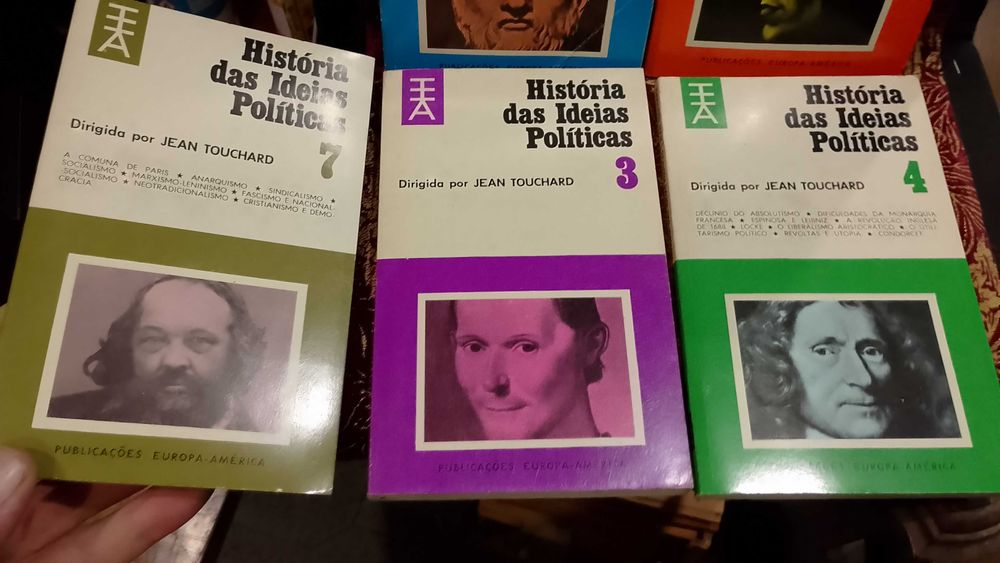 PUBLICAÇÕES EUROPA-AMÉRICA
PUBLICAÇÕES EUROPA-AMÉRICA
História
das Ideias
Políticas
Dirigida por JEAN TOUCHARD
7
A COMUNA DE PARIS ★ ANARQUISMO ★ SINDICALISMO ★
SOCIALISMO ★ MARXISMO-LENINISMO ★ FASCISMO E NACIONAL-
-SOCIALISMO ★ NEOTRADICIONALISMO ★ CRISTIANISMO E DEMO-
CRACIA
PUBLICAÇÕES EUROPA-AMÉRICA
História
das Ideias
Políticas
Dirigida por JEAN TOUCHARD
3
PUBLICAÇÕES EUROPA-AMÉRICA
História
das Ideias
Políticas
Dirigida por JEAN TOUCHARD
4
DECLÍNIO DO ABSOLUTISMO ★ DIFICULDADES DA MONARQUIA
FRANCESA ★ ESPINOSA E LEIBNIZ ★ A REVOLUÇÃO INGLESA
DE 1688 ★ LOCKE ★ O LIBERALISMO ARISTOCRÁTICO ★ O UTILI-
TARISMO POLÍTICO ★ REVOLTAS E UTOPIA ★ CONDORCET
EUROPA-AMÉRICA